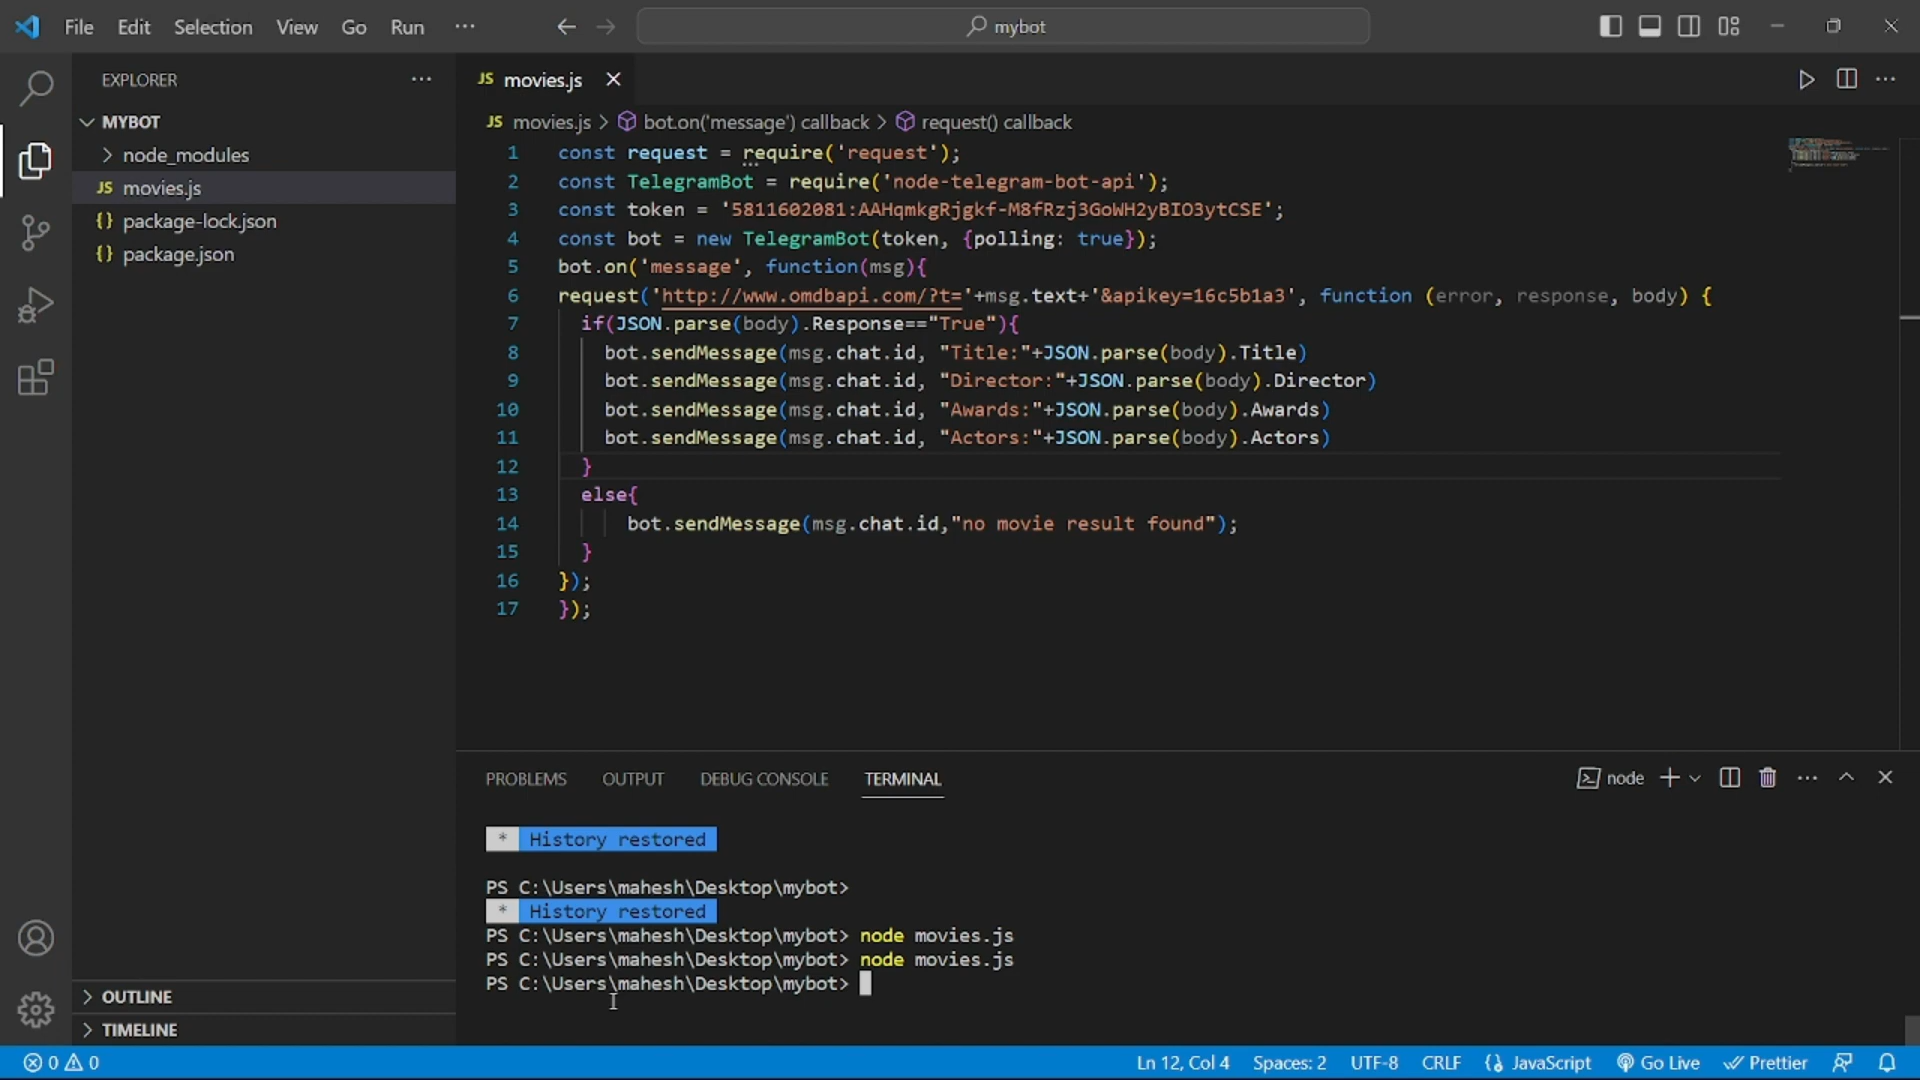 File Edit Selection View Go Run ··· mybot
EXPLORER ···
MYBOT
node_modules
JS movies.js
{} package-lock.json
{} package.json
OUTLINE
TIMELINE
JS movies.js
JS movies.js > bot.on('message') callback > request() callback
1 const request = require('request');
2 const TelegramBot = require('node-telegram-bot-api');
3 const token = '5811602081:AAHqmkgRjgkf-M8fRzj3GoWH2yBIO3ytCSE';
4 const bot = new TelegramBot(token, {polling: true});
5 bot.on('message', function(msg){
6 request('http://www.omdbapi.com/?t='+msg.text+'&apikey=16c5b1a3', function (error, response, body) {
7 if(JSON.parse(body).Response=="True"){
8 bot.sendMessage(msg.chat.id, "Title:"+JSON.parse(body).Title)
9 bot.sendMessage(msg.chat.id, "Director:"+JSON.parse(body).Director)
10 bot.sendMessage(msg.chat.id, "Awards:"+JSON.parse(body).Awards)
11 bot.sendMessage(msg.chat.id, "Actors:"+JSON.parse(body).Actors)
12 }
13 else{
14 bot.sendMessage(msg.chat.id,"no movie result found");
15 }
16 });
17 });
PROBLEMS OUTPUT DEBUG CONSOLE TERMINAL node
* History restored
PS C:\Users\mahesh\Desktop\mybot>
* History restored
PS C:\Users\mahesh\Desktop\mybot> node movies.js
PS C:\Users\mahesh\Desktop\mybot> node movies.js
PS C:\Users\mahesh\Desktop\mybot>
0 0 Ln 12, Col 4 Spaces: 2 UTF-8 CRLF {} JavaScript Go Live Prettier